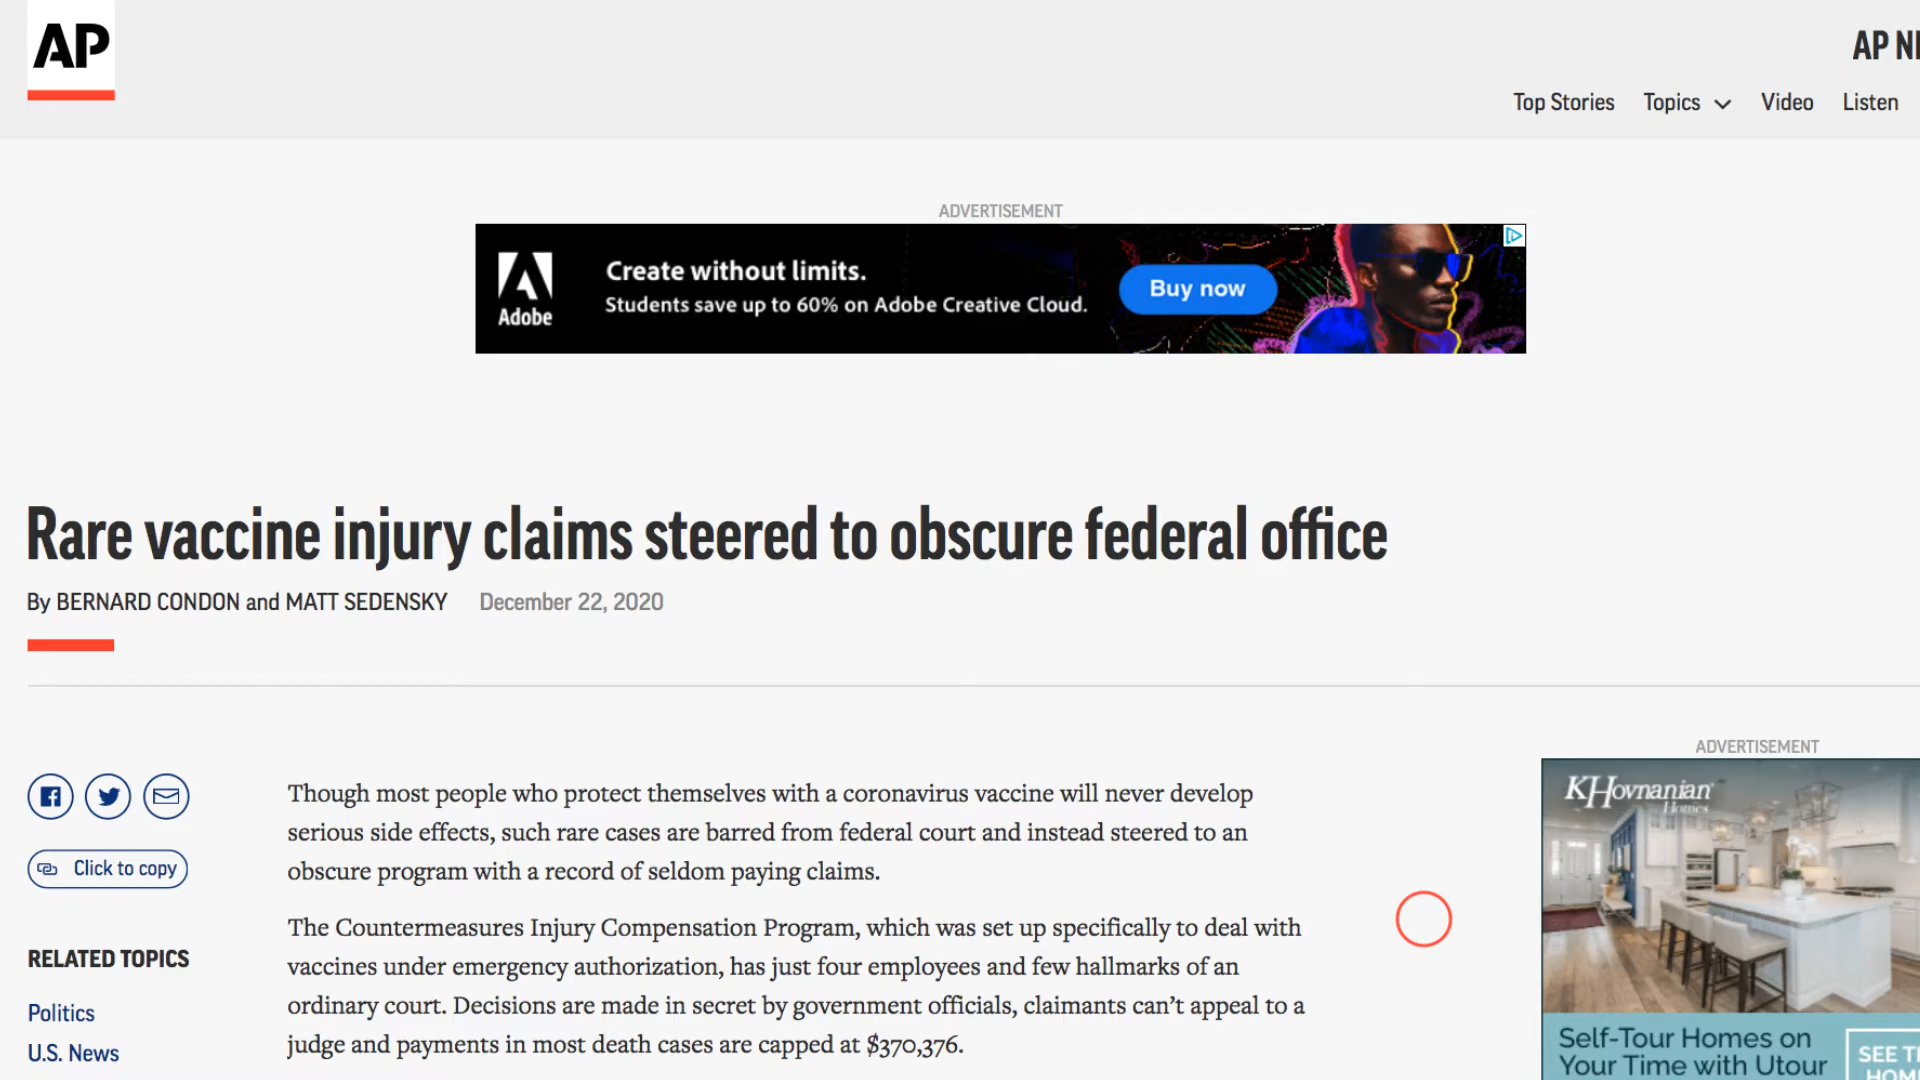 AP
AP
Top Stories
Topics
Video
Listen
ADVERTISEMENT
Adobe
Create without limits.
Students save up to 60% on Adobe Creative Cloud.
Buy now
Rare vaccine injury claims steered to obscure federal office
By BERNARD CONDON and MATT SEDENSKY
December 22, 2020
Click to copy
RELATED TOPICS
Politics
U.S. News
Though most people who protect themselves with a coronavirus vaccine will never develop
serious side effects, such rare cases are barred from federal court and instead steered to an
obscure program with a record of seldom paying claims.
The Countermeasures Injury Compensation Program, which was set up specifically to deal with
vaccines under emergency authorization, has just four employees and few hallmarks of an
ordinary court. Decisions are made in secret by government officials, claimants can’t appeal to a
judge and payments in most death cases are capped at $370,376.
ADVERTISEMENT
KHovnanian
Homes
Self-Tour Homes on
Your Time with Utour
SEE